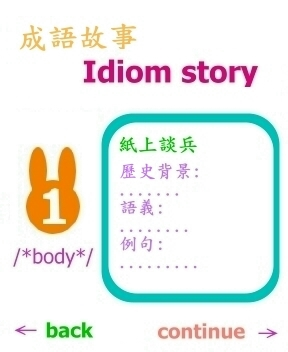 成語故事
Idiom story
1
/*body*/
紙上談兵
歷史背景:
.......
語義:
........
例句:
.........
← back
continue →